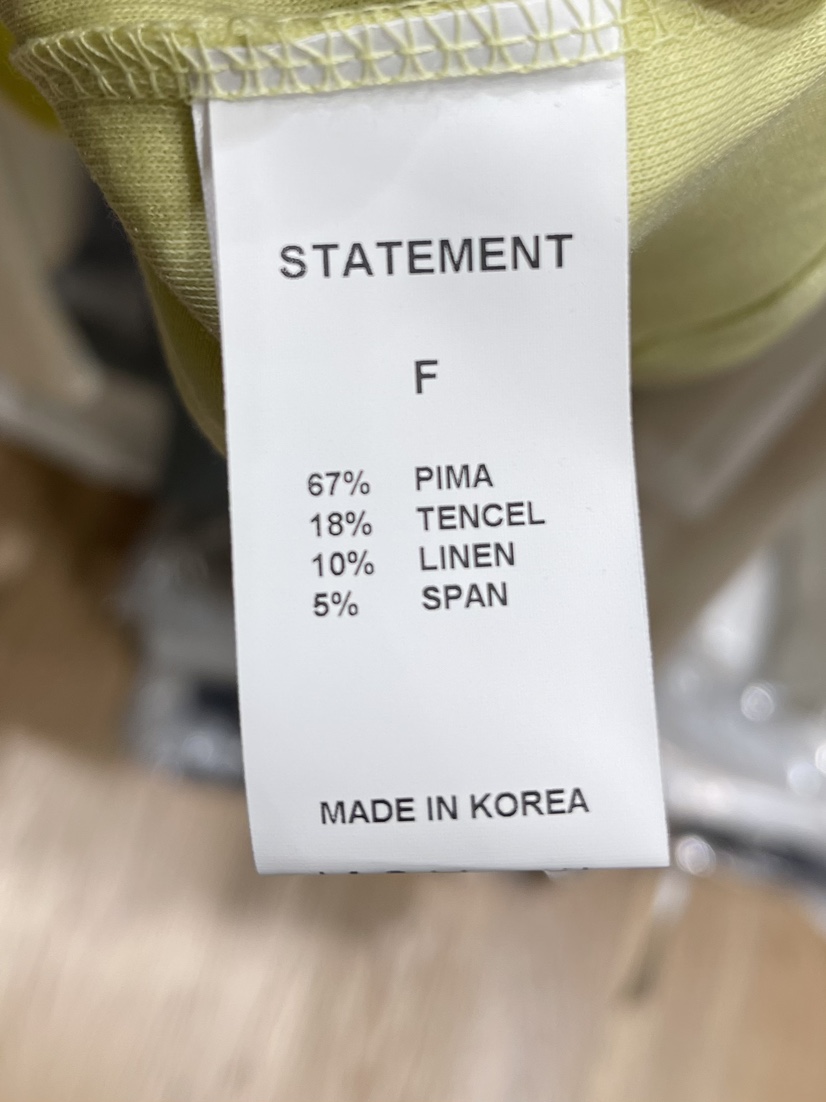 STATEMENT
F
67% PIMA
18% TENCEL
10% LINEN
5% SPAN
MADE IN KOREA